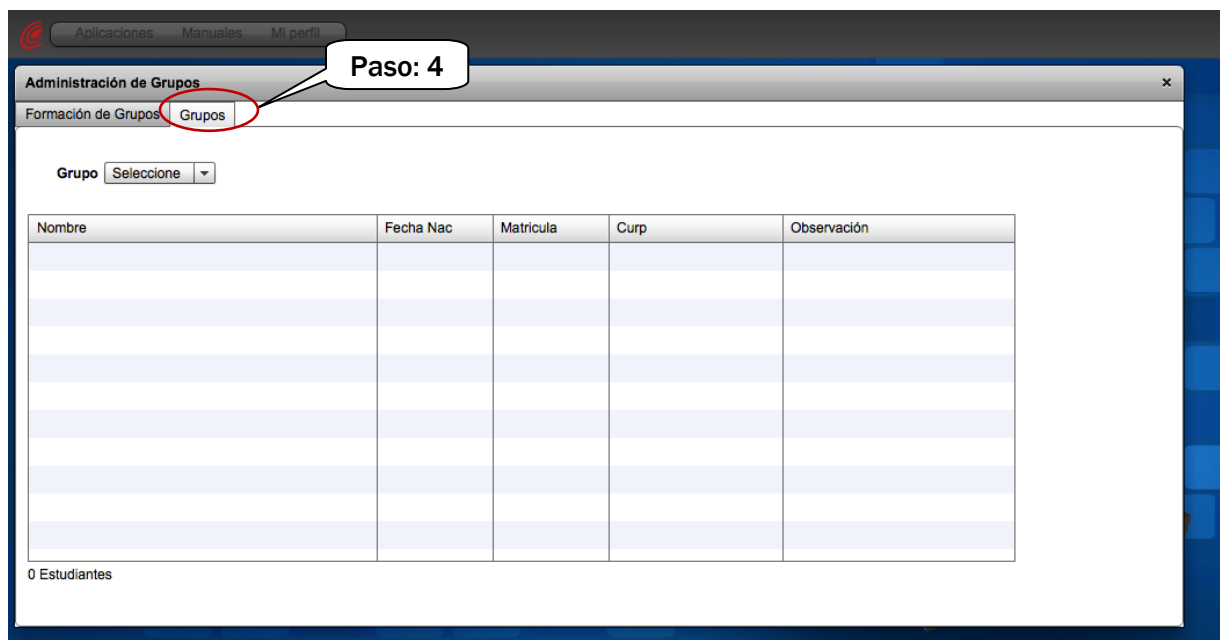 Aplicaciones Manuales Mi perfil
Paso: 4
Administración de Grupos x
Formación de Grupos Grupos
Grupo Seleccione
Nombre Fecha Nac Matricula Curp Observación
0 Estudiantes